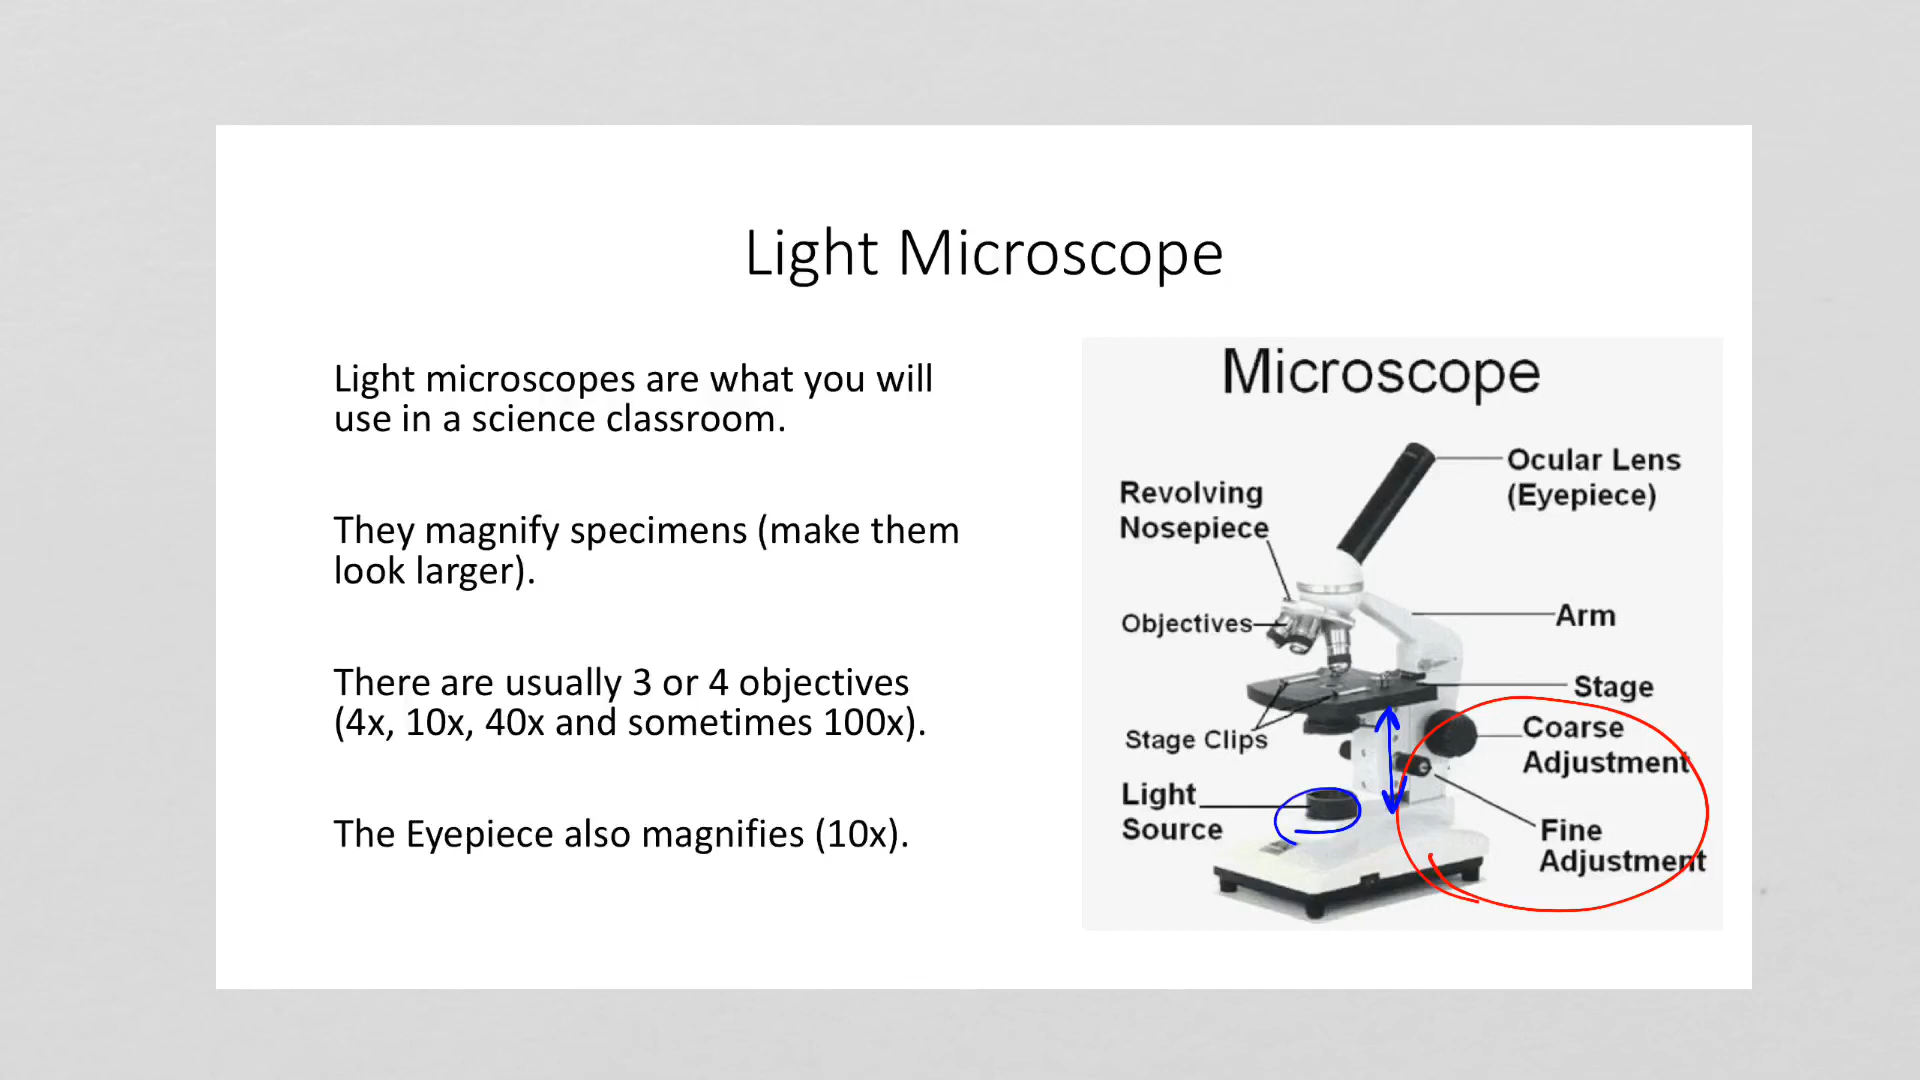 Light Microscope
Light microscopes are what you will
use in a science classroom.
They magnify specimens (make them
look larger).
There are usually 3 or 4 objectives
(4x, 10x, 40x and sometimes 100x).
The Eyepiece also magnifies (10x).
Microscope
Ocular Lens
(Eyepiece)
Revolving
Nosepiece
Arm
Objectives
Stage
Coarse
Adjustment
Stage Clips
Light
Source
Fine
Adjustment